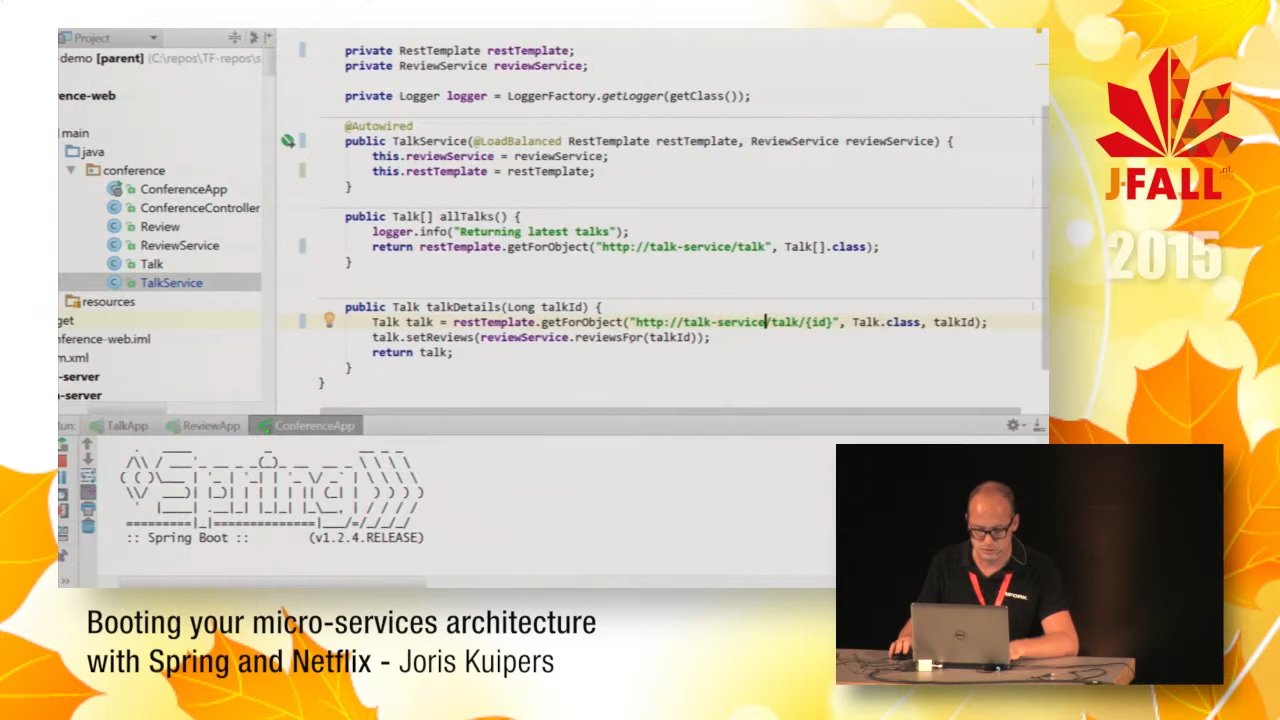 Project
-demo [parent] (C:\repos\TF-repos\s
ence-web
main
java
conference
ConferenceApp
ConferenceController
Review
ReviewService
Talk
TalkService
resources
get
nference-web.iml
m.xml
-server
-server
private RestTemplate restTemplate;
private ReviewService reviewService;
private Logger logger = LoggerFactory.getLogger(getClass());
@Autowired
public TalkService(@LoadBalanced RestTemplate restTemplate, ReviewService reviewService) {
this.reviewService = reviewService;
this.restTemplate = restTemplate;
}
public Talk[] allTalks() {
logger.info("Returning latest talks");
return restTemplate.getForObject("http://talk-service/talk", Talk[].class);
}
public Talk talkDetails(Long talkId) {
Talk talk = restTemplate.getForObject("http://talk-service/talk/{id}", Talk.class, talkId);
talk.setReviews(reviewService.reviewsFor(talkId));
return talk;
}
}
un:
TalkApp
ReviewApp
ConferenceApp
Spring
:: Spring Boot :: (v1.2.4.RELEASE)
J-FALL.nl
2015
Booting your micro-services architecture
with Spring and Netflix - Joris Kuipers